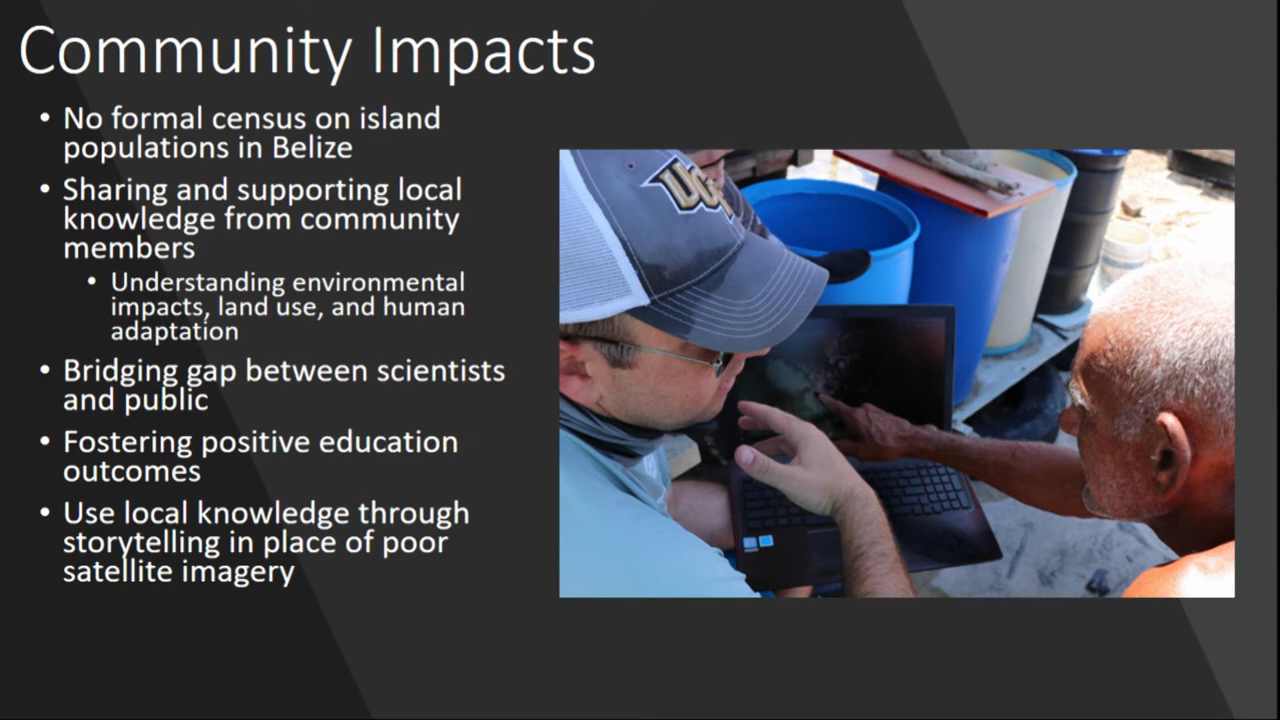 Community Impacts
• No formal census on island
populations in Belize
• Sharing and supporting local
knowledge from community
members
• Understanding environmental
impacts, land use, and human
adaptation
• Bridging gap between scientists
and public
• Fostering positive education
outcomes
• Use local knowledge through
storytelling in place of poor
satellite imagery
UCF